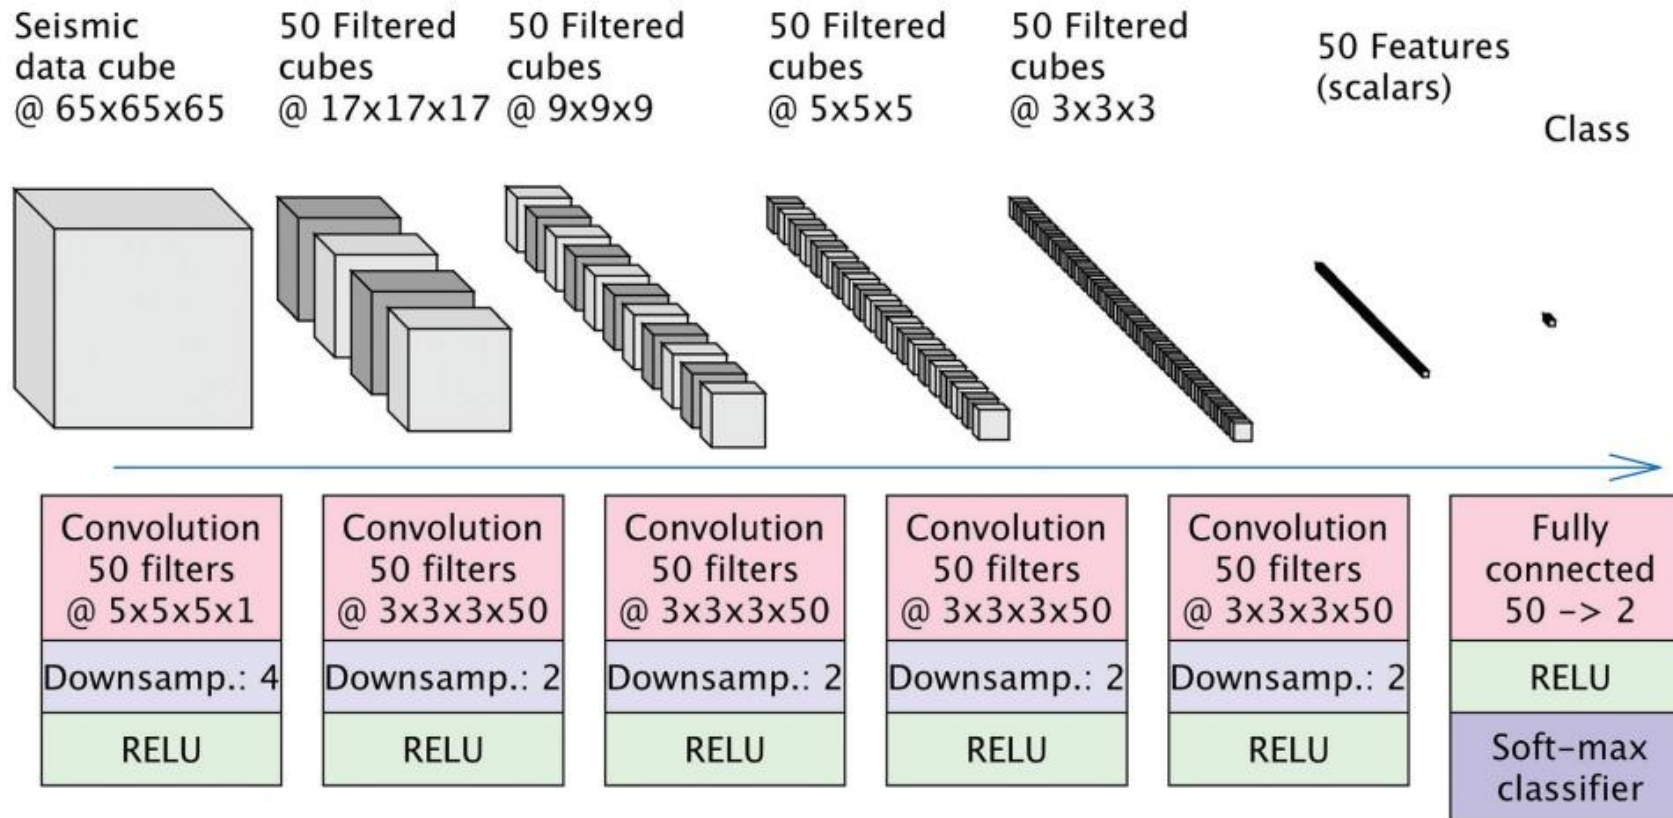 Seismic
data cube
@ 65x65x65
50 Filtered
cubes
@ 17x17x17
50 Filtered
cubes
@ 9x9x9
50 Filtered
cubes
@ 5x5x5
50 Filtered
cubes
@ 3x3x3
50 Features
(scalars)
Class
Convolution
50 filters
@ 5x5x5x1
Downsamp.: 4
RELU
Convolution
50 filters
@ 3x3x3x50
Downsamp.: 2
RELU
Convolution
50 filters
@ 3x3x3x50
Downsamp.: 2
RELU
Convolution
50 filters
@ 3x3x3x50
Downsamp.: 2
RELU
Convolution
50 filters
@ 3x3x3x50
Downsamp.: 2
RELU
Fully
connected
50 -> 2
RELU
Soft-max
classifier